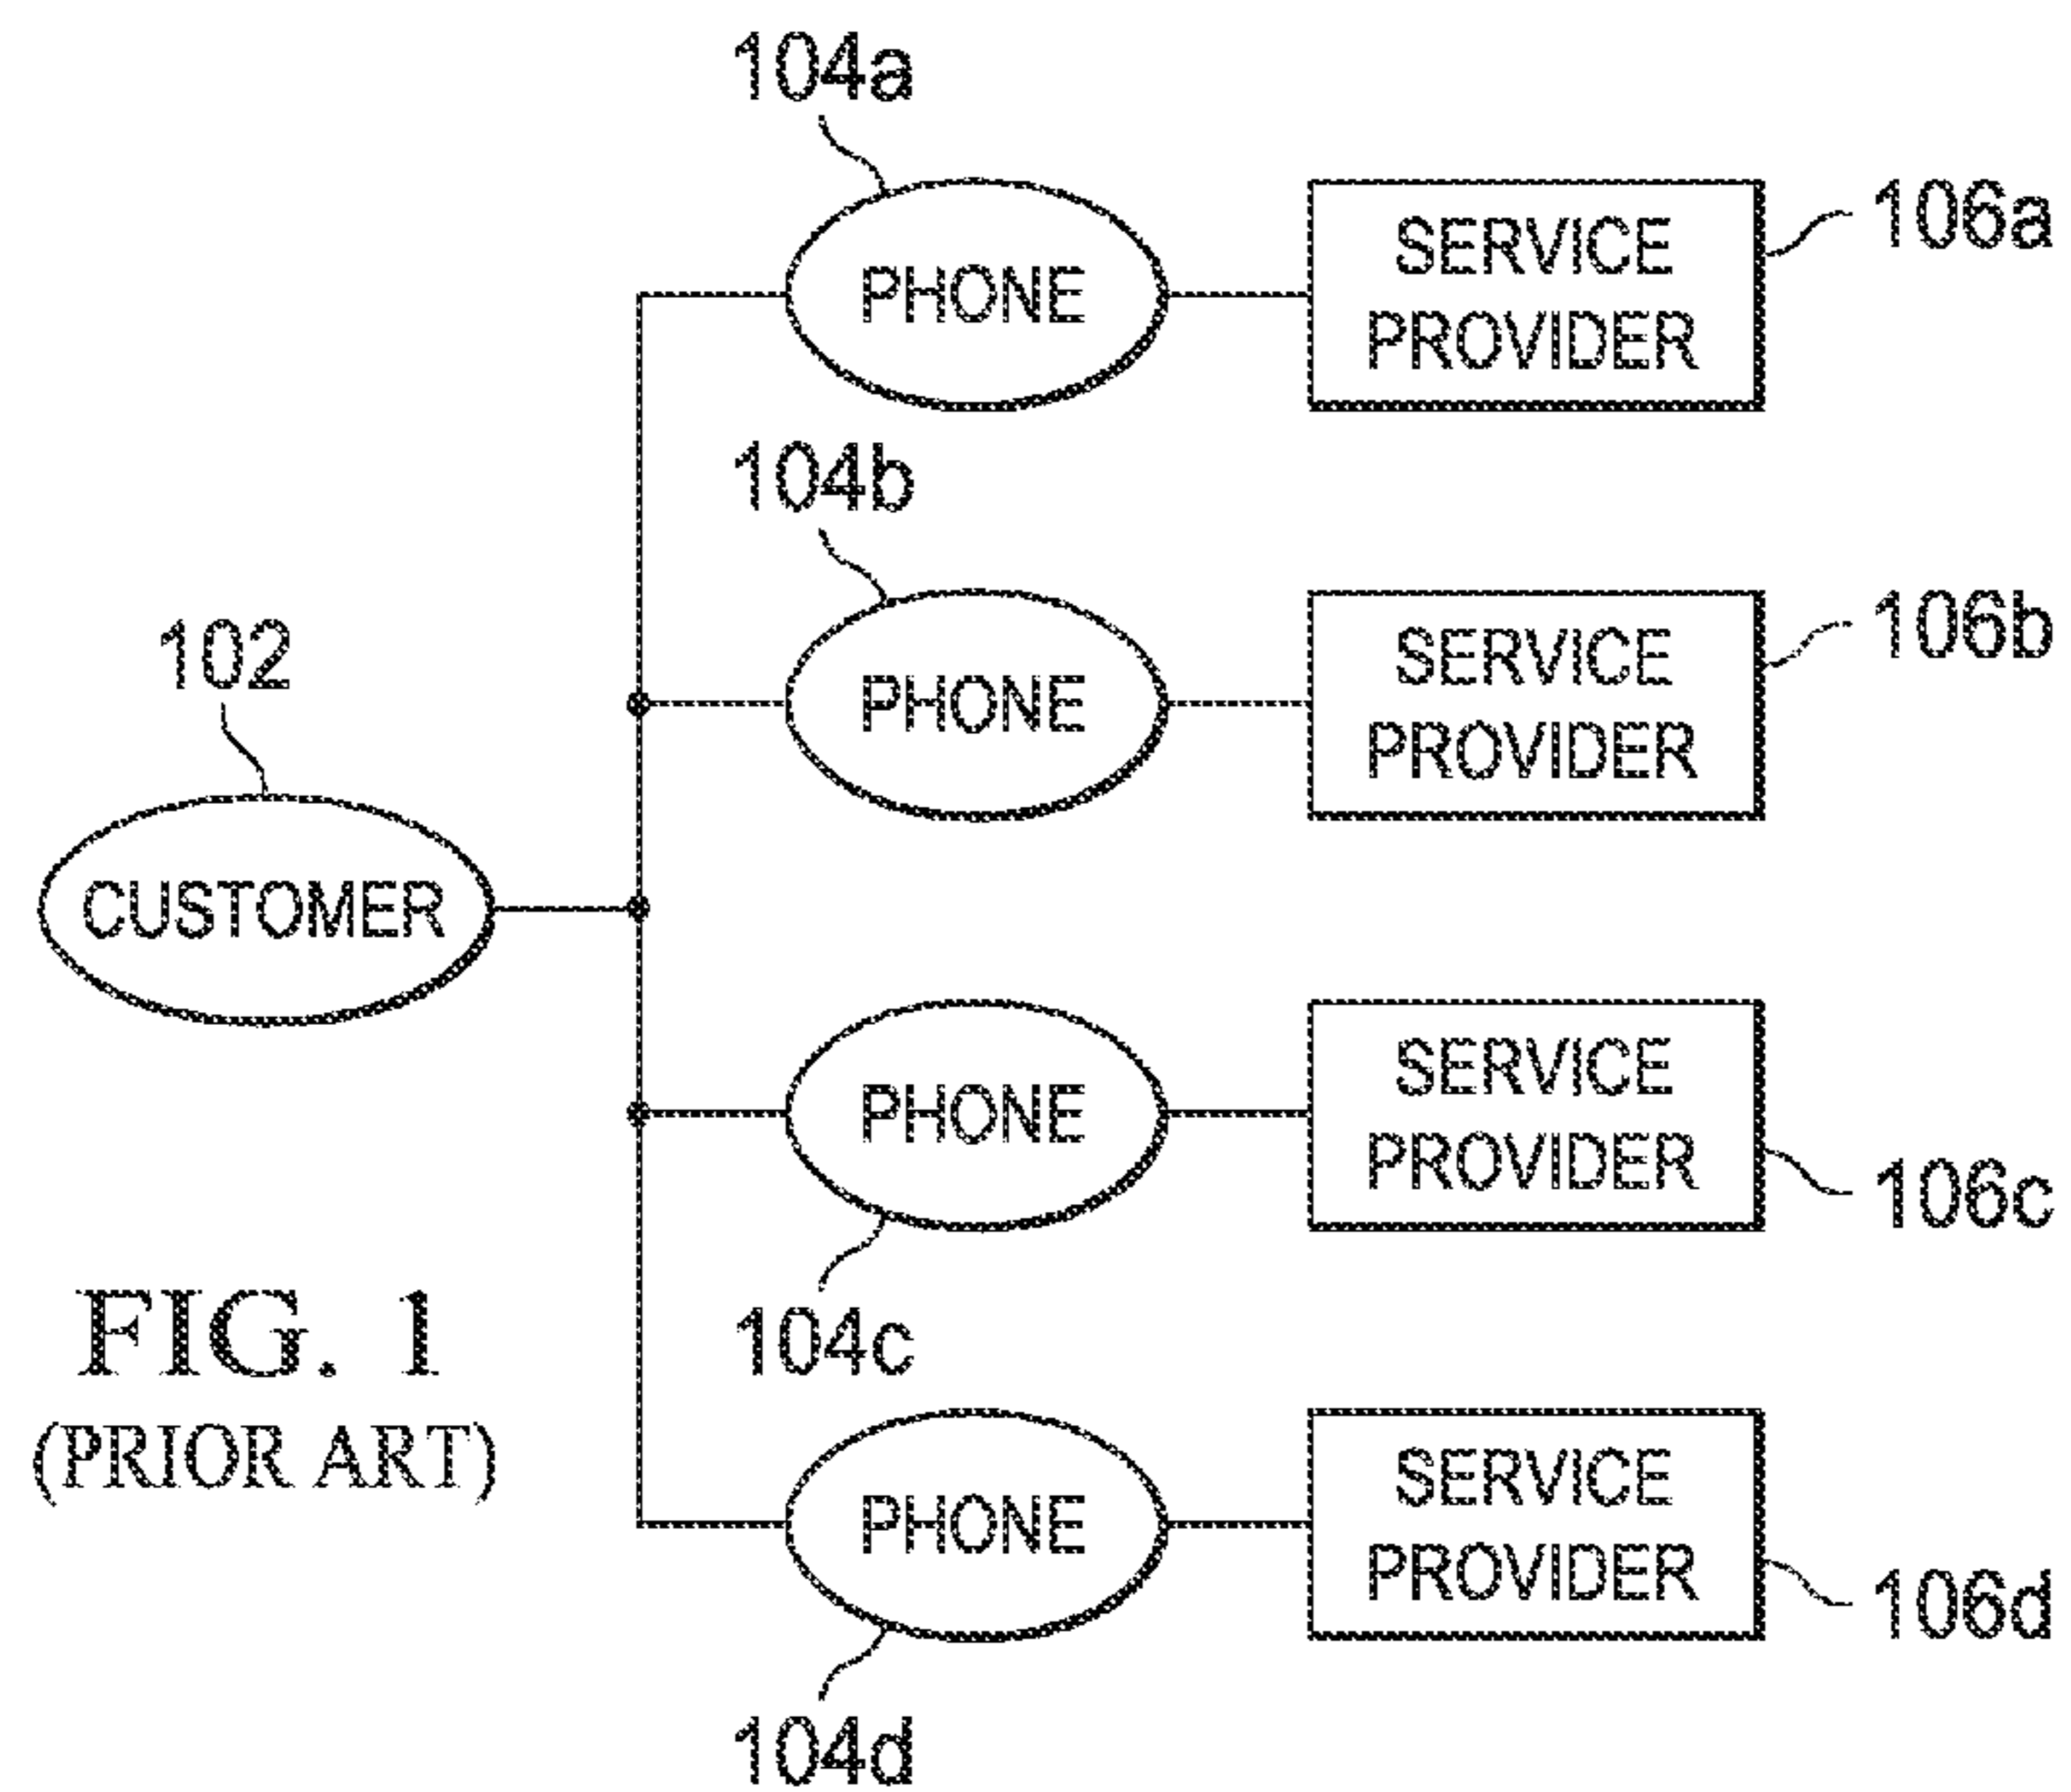 104a
PHONE
SERVICE
PROVIDER
106a
104b
PHONE
SERVICE
PROVIDER
106b
102
CUSTOMER
PHONE
SERVICE
PROVIDER
106c
104c
FIG. 1
(PRIOR ART)
PHONE
SERVICE
PROVIDER
106d
104d